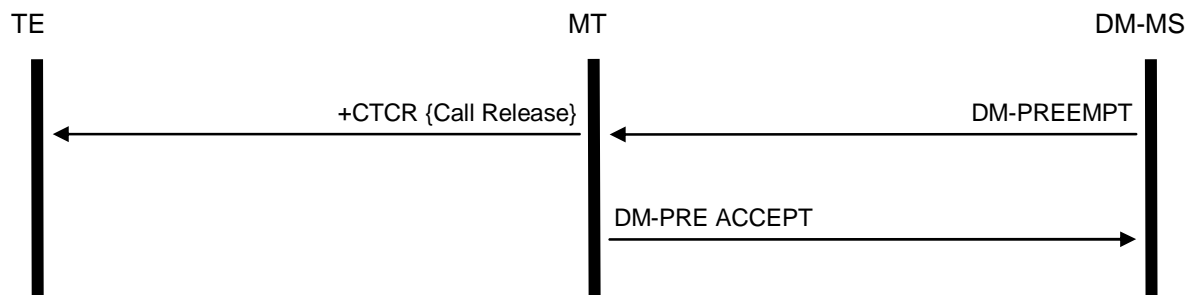 TE MT DM-MS
+CTCR {Call Release} DM-PREEMPT
DM-PRE ACCEPT